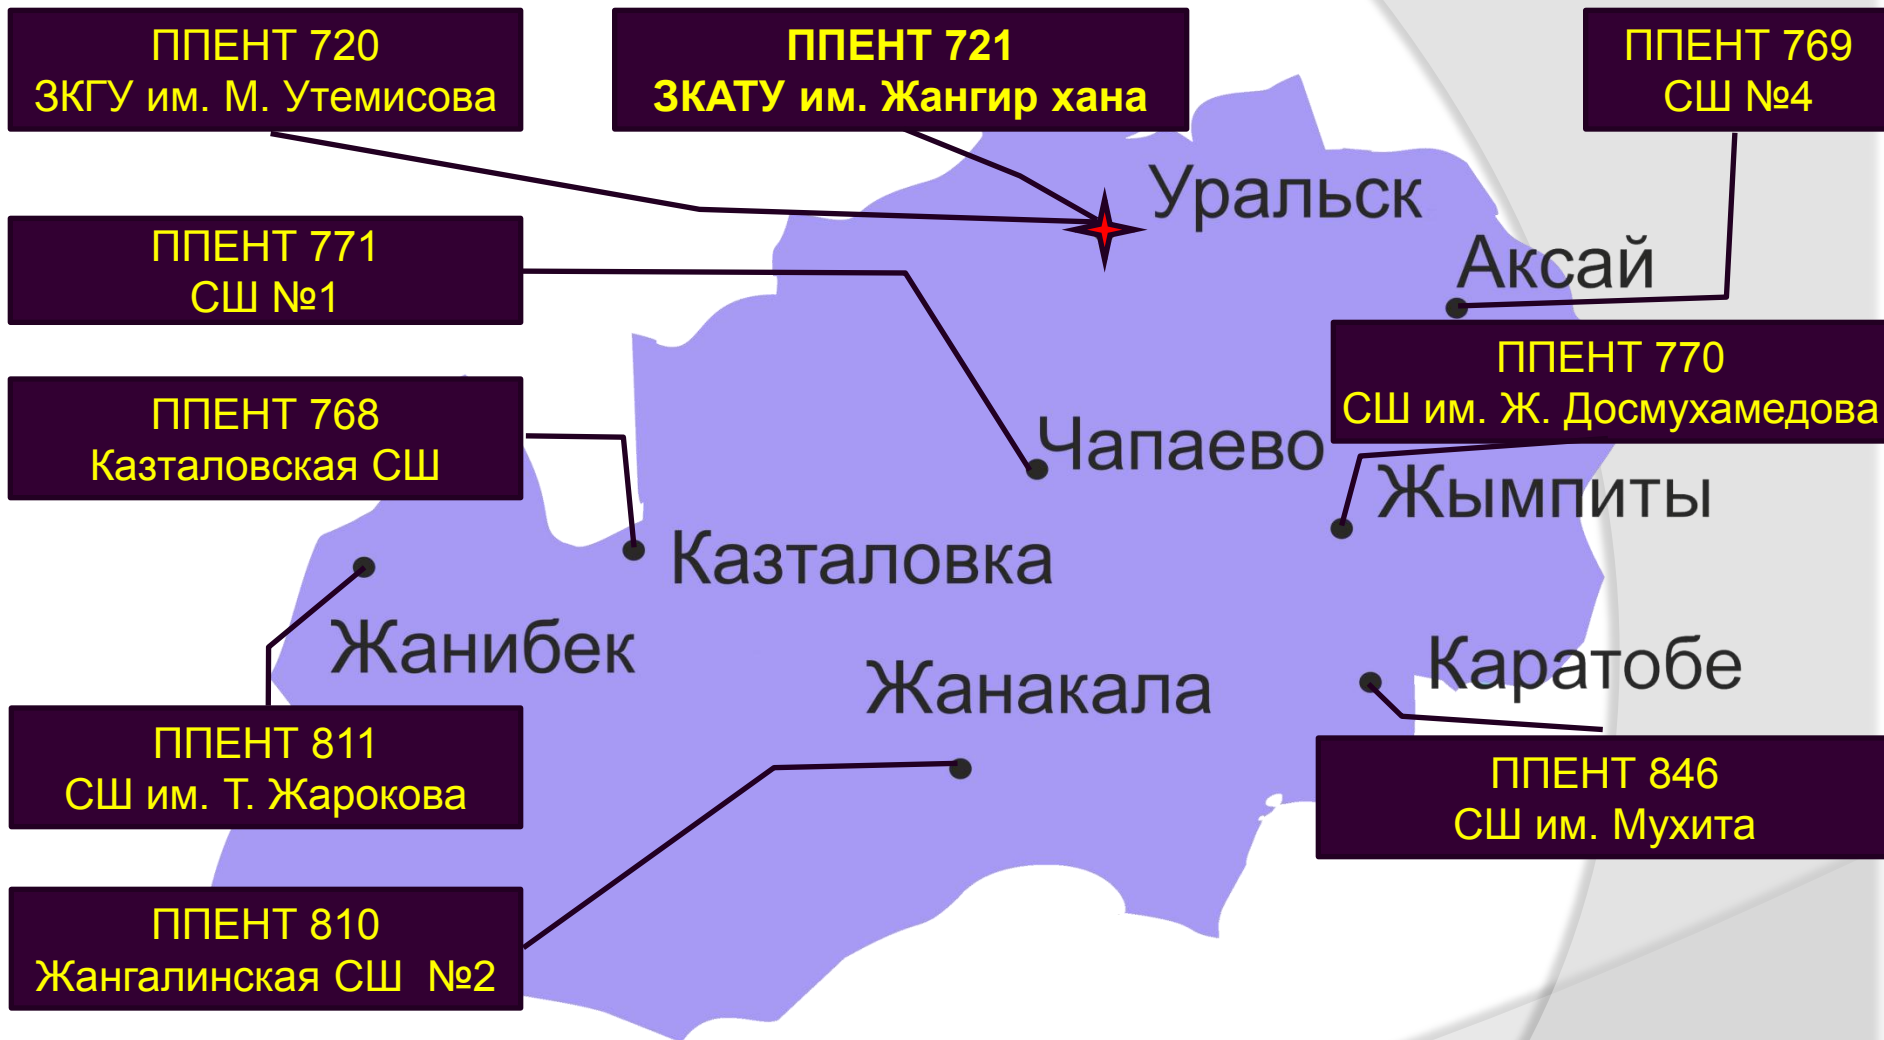 ППЕНТ 720
ЗКГУ им. М. Утемисова
ППЕНТ 721
ЗКАТУ им. Жангир хана
ППЕНТ 769
СШ №4
Уральск
ППЕНТ 771
СШ №1
Аксай
ППЕНТ 770
СШ им. Ж. Досмухамедова
ППЕНТ 768
Казталовская СШ
Чапаево
Жымпиты
Казталовка
Жанибек
Жанакала
Каратобе
ППЕНТ 811
СШ им. Т. Жарокова
ППЕНТ 846
СШ им. Мухита
ППЕНТ 810
Жангалинская СШ №2